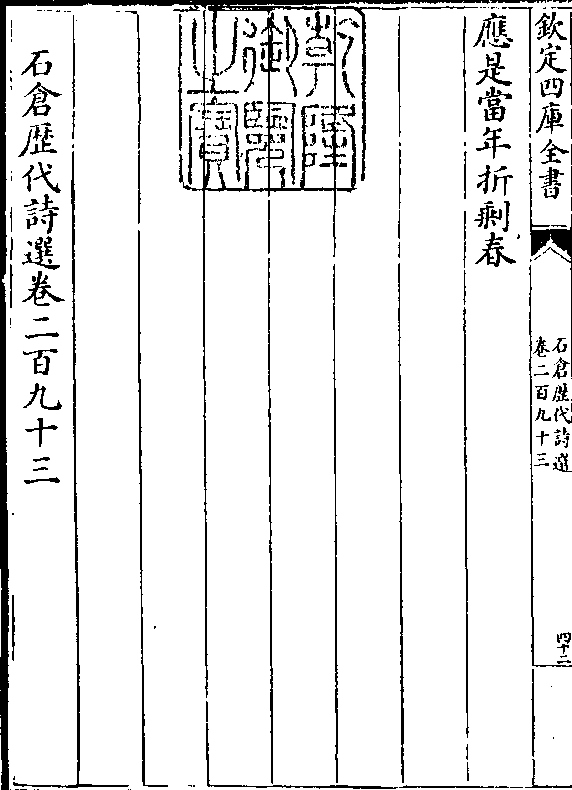 欽定四庫全書
石倉歴代詩選
卷二百九十三
四十二
應是當年折剩春
乾隆
御覽
之寶
石倉歴代詩選卷二百九十三